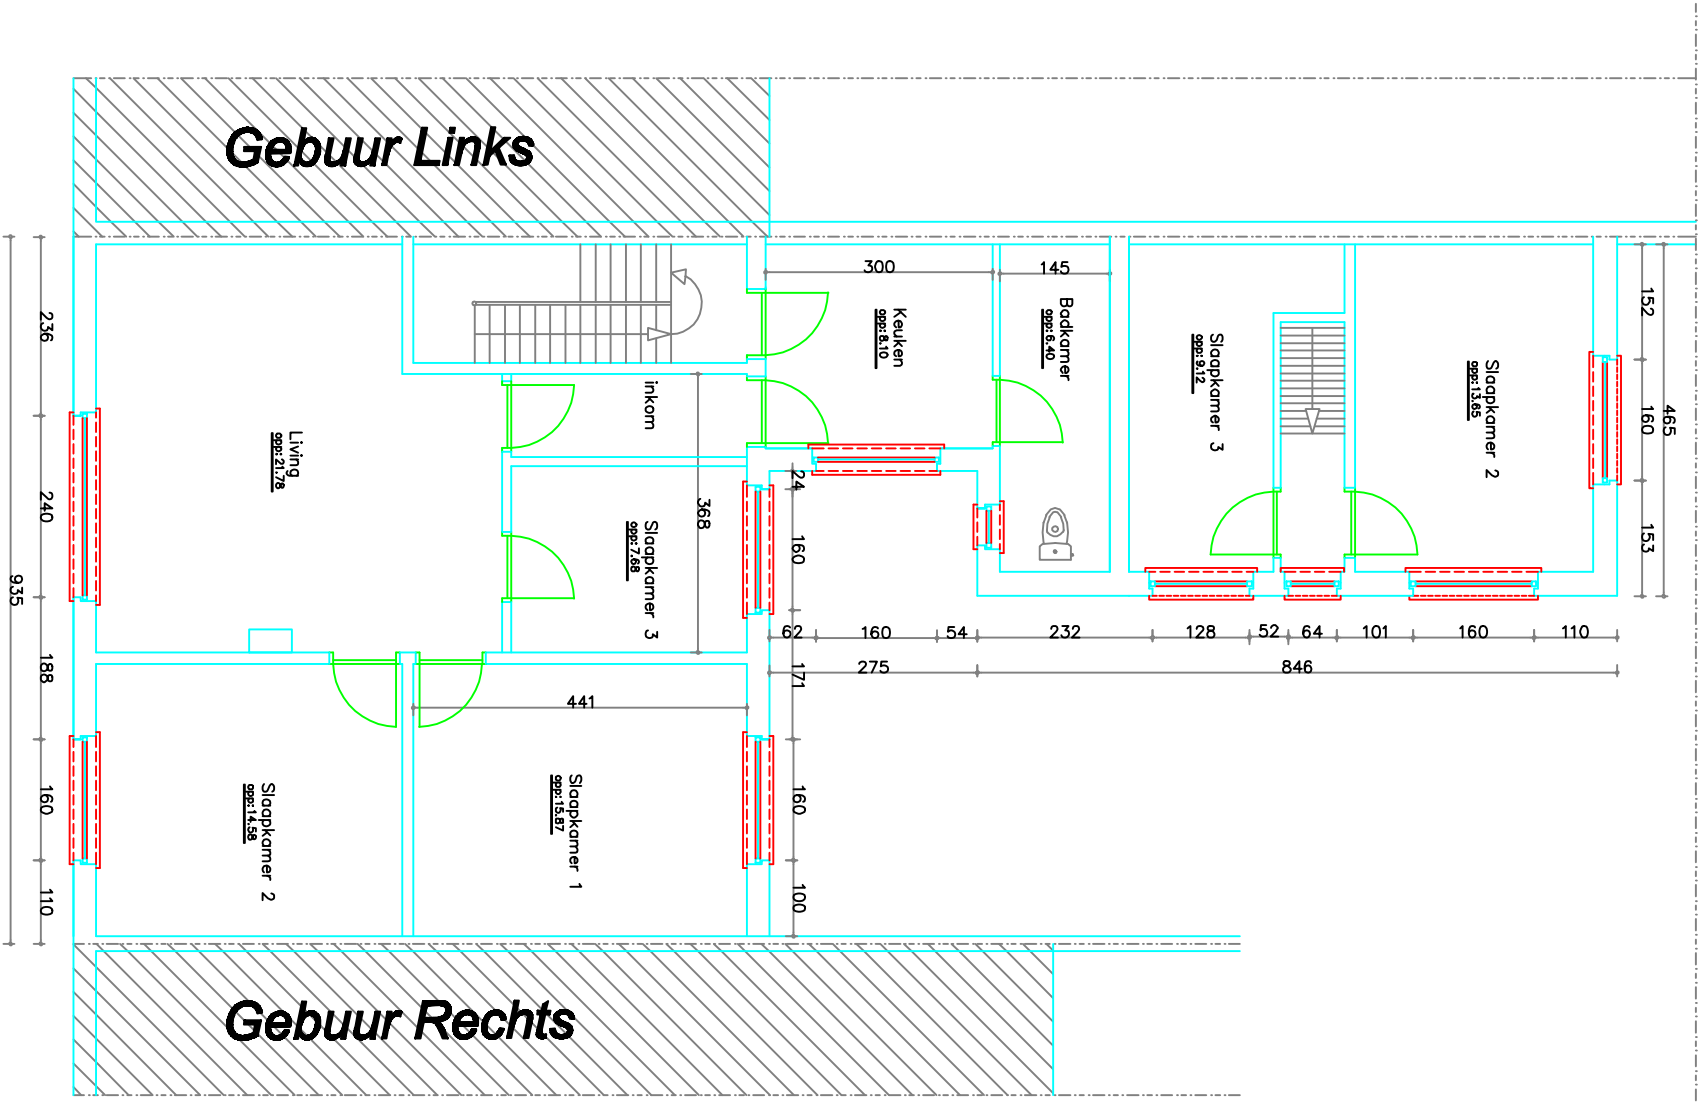 Gebuur Links
300
145
152
160
465
153
236
240
188
160
110
935
Keuken
opp:8.10
Badkamer
opp:6.40
Slaapkamer 3
opp:9.12
Slaapkamer 2
opp:13.65
inkom
Living
opp:21.78
368
Slaapkamer 3
opp:7.68
24
160
171
160
100
62
160
54
232
128
52
64
101
160
110
275
846
441
Slaapkamer 2
opp:14.58
Slaapkamer 1
opp:15.87
Gebuur Rechts